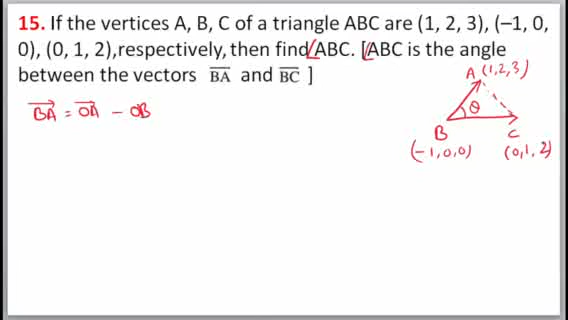 15. If the vertices A, B, C of a triangle ABC are (1, 2, 3), (–1, 0,
0), (0, 1, 2),respectively, then find∠ABC. [∠ABC is the angle
between the vectors BA and BC ]
A (1,2,3)
BA = OA – OB
θ
B C
(-1,0,0) (0,1,2)